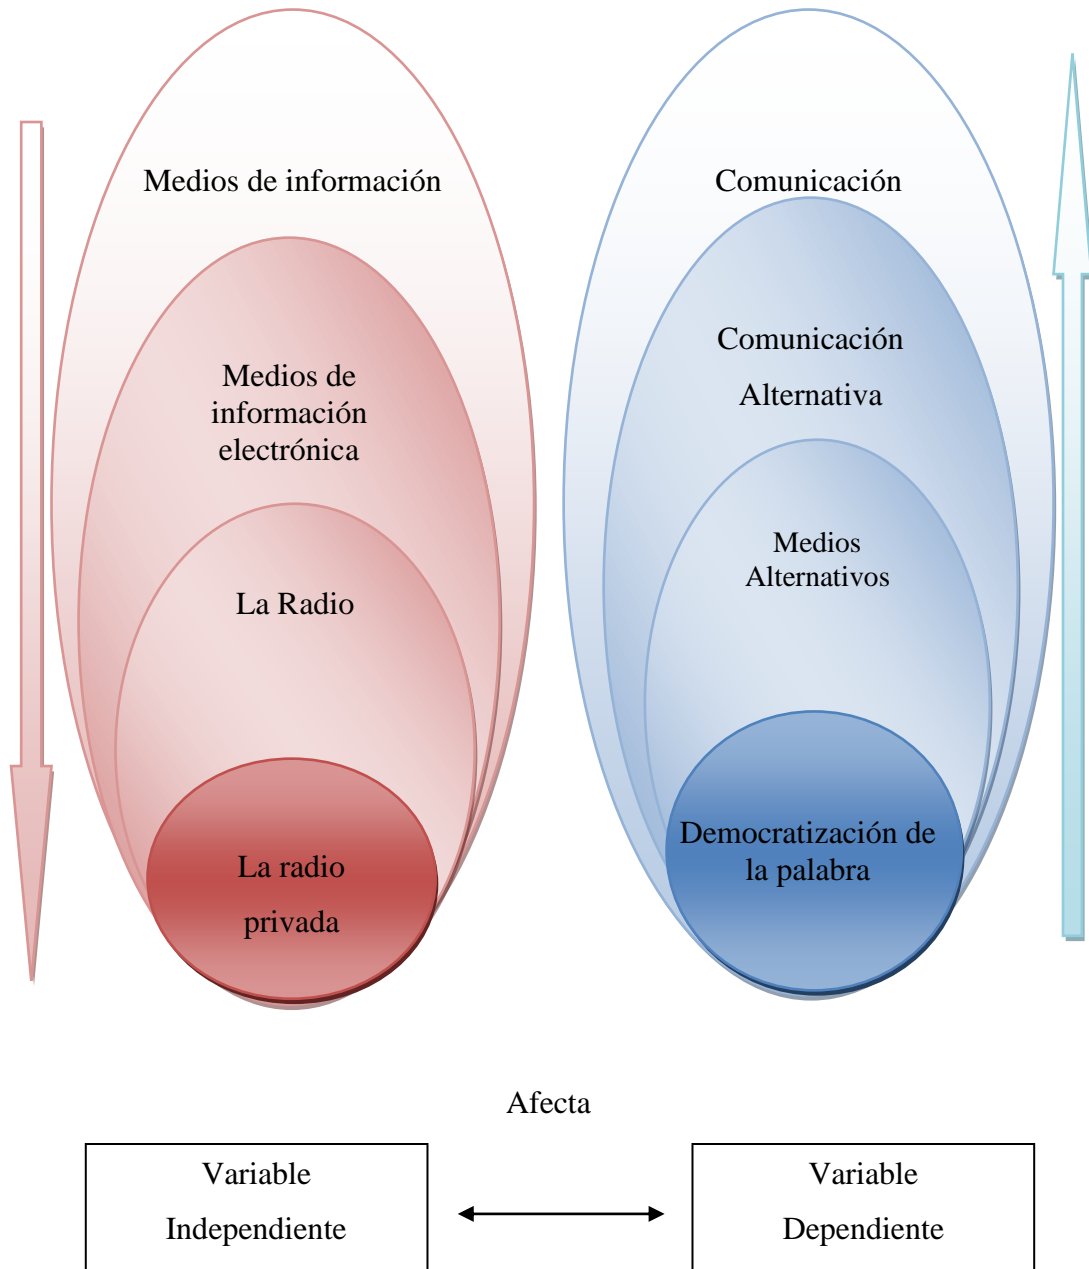 Medios de información
Medios de
información
electrónica
La Radio
La radio
privada
Comunicación
Comunicación
Alternativa
Medios
Alternativos
Democratización de
la palabra
Afecta
Variable
Independiente
Variable
Dependiente